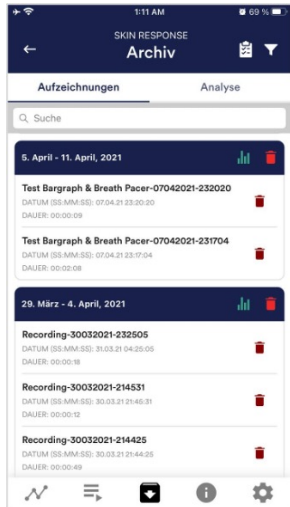 1:11 AM
69 %
SKIN RESPONSE
Archiv
Aufzeichnungen
Analyse
Suche
5. April - 11. April, 2021
Test Bargraph & Breath Pacer-07042021-232020
DATUM (SS:MM:SS): 07.04.21 23:20:20
DAUER: 00:00:09
Test Bargraph & Breath Pacer-07042021-231704
DATUM (SS:MM:SS): 07.04.21 23:17:04
DAUER: 00:02:08
29. März - 4. April, 2021
Recording-30032021-232505
DATUM (SS:MM:SS): 31.03.21 04:25:05
DAUER: 00:00:18
Recording-30032021-214531
DATUM (SS:MM:SS): 30.03.21 21:45:31
DAUER: 00:00:12
Recording-30032021-214425
DATUM (SS:MM:SS): 30.03.21 21:44:25
DAUER: 00:00:49